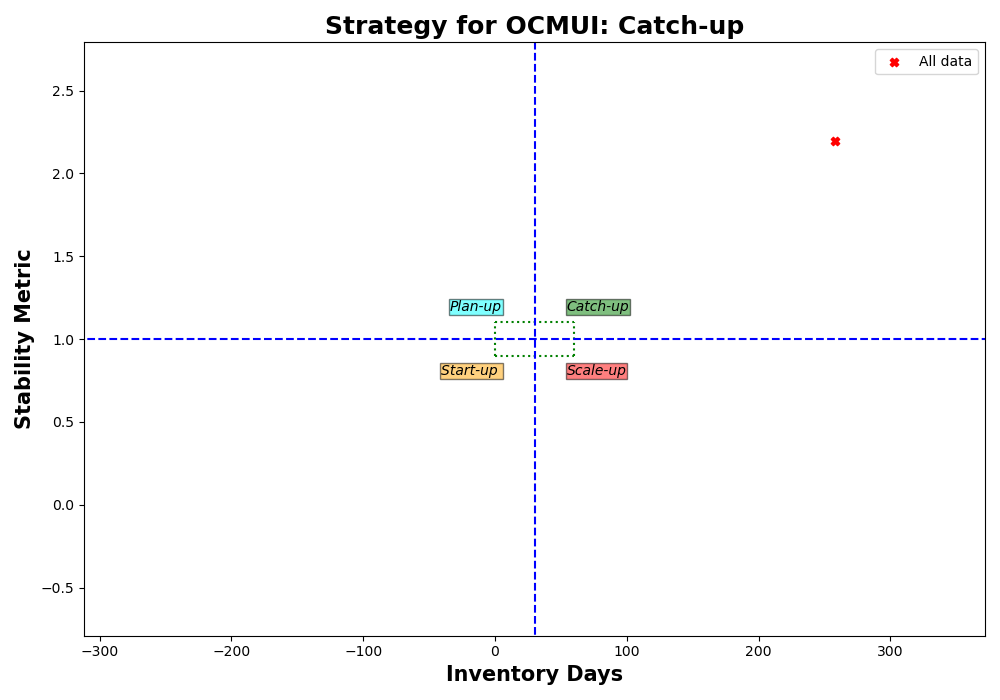 Strategy for OCMUI: Catch-up
All data
2.5
2.0
1.5
1.0
0.5
0.0
−0.5
Stability Metric
Plan-up
Catch-up
Start-up
Scale-up
−300
−200
−100
0
100
200
300
Inventory Days